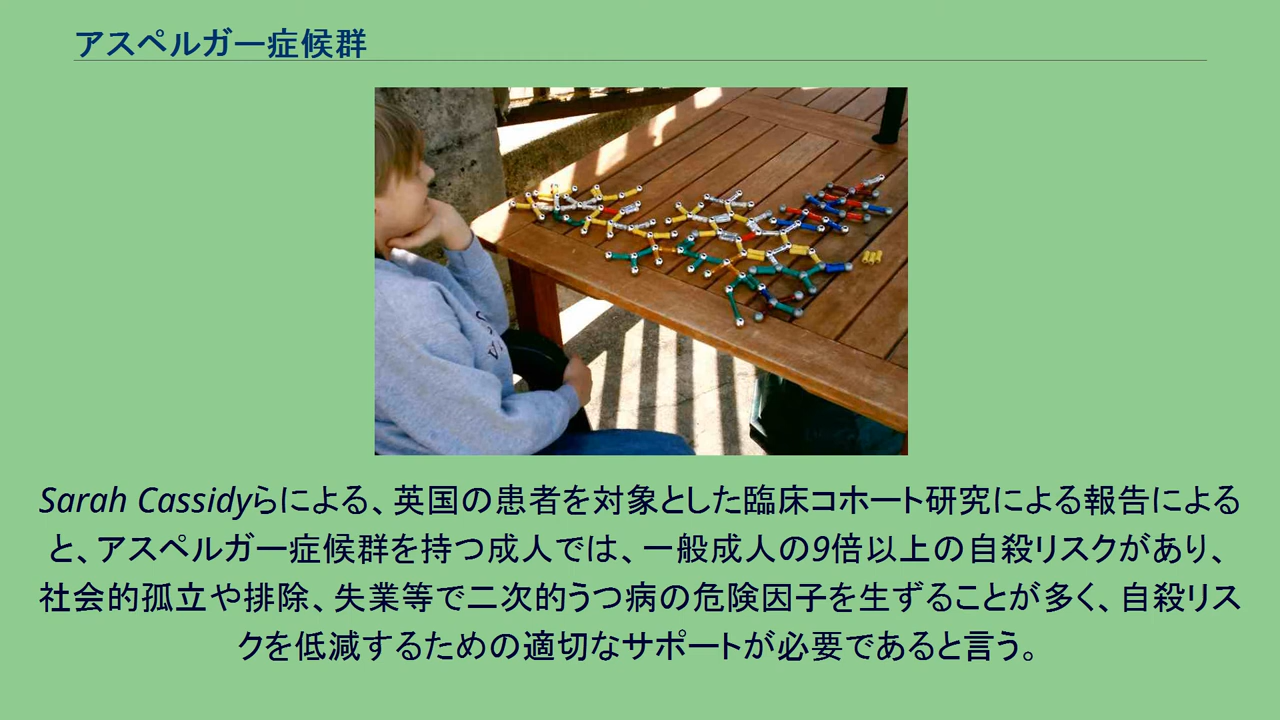 アスペルガー症候群
Sarah Cassidyらによる、英国の患者を対象とした臨床コホート研究による報告による
と、アスペルガー症候群を持つ成人では、一般成人の9倍以上の自殺リスクがあり、
社会的孤立や排除、失業等で二次的うつ病の危険因子を生ずることが多く、自殺リス
クを低減するための適切なサポートが必要であると言う。